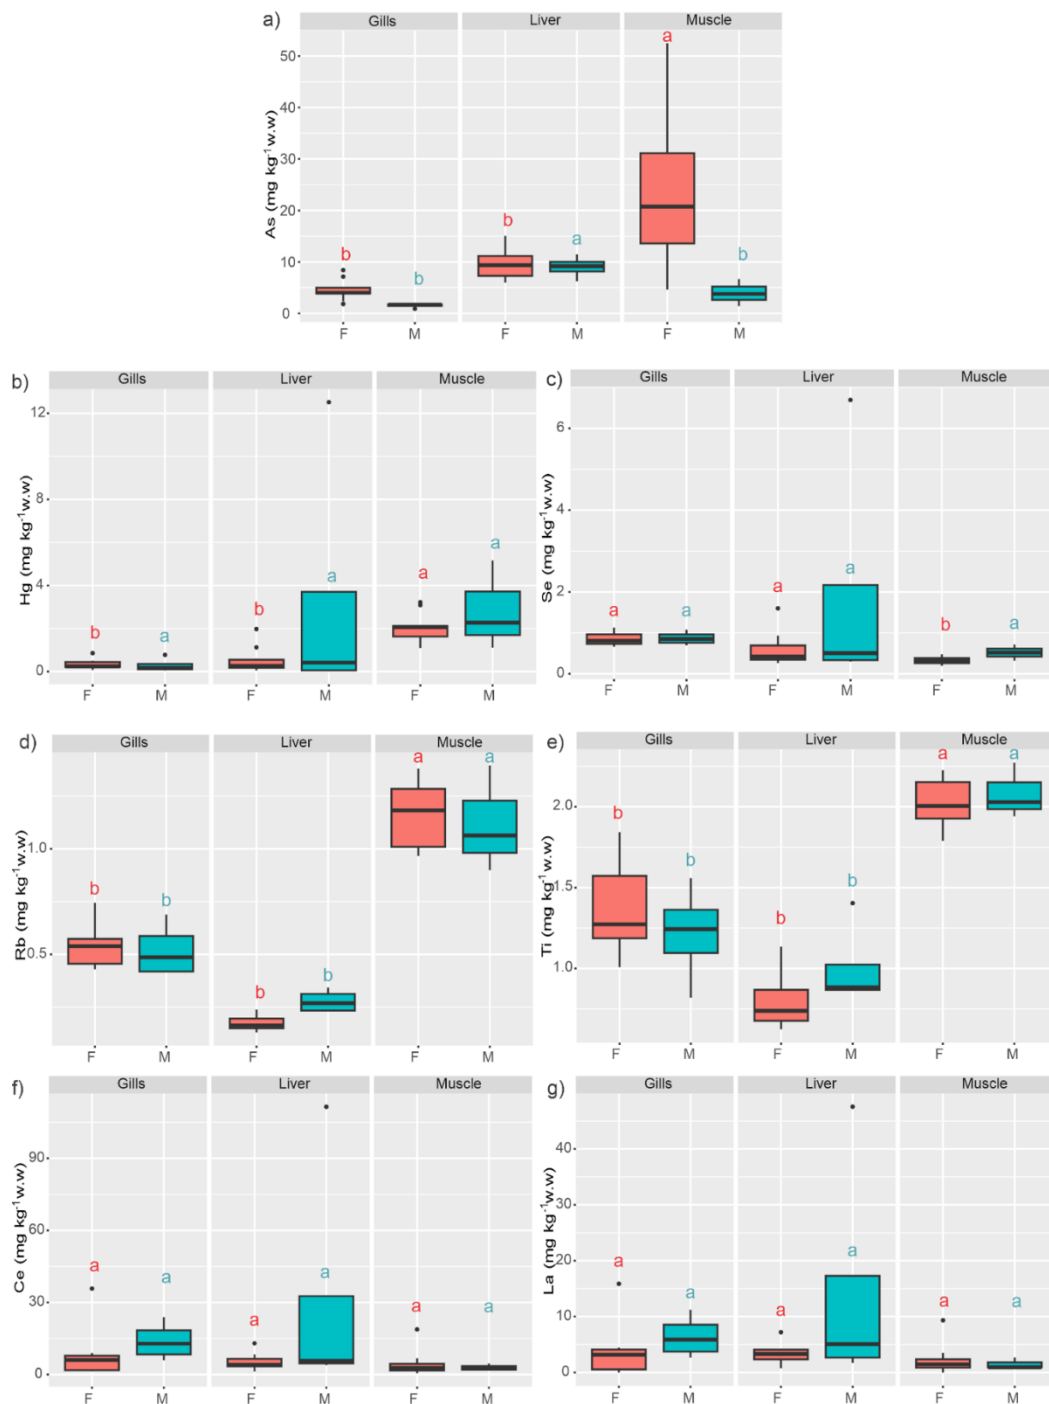 a)
Gills Liver Muscle
As (mg kg⁻¹w.w)
50
40
30
20
10
0
b b b a a b
F M F M F M
b)
Gills Liver Muscle
Hg (mg kg⁻¹w.w)
12
8
4
0
b a b a a a
F M F M F M
c)
Gills Liver Muscle
Se (mg kg⁻¹w.w)
6
4
2
0
a a a a b a
F M F M F M
d)
Gills Liver Muscle
Rb (mg kg⁻¹w.w)
1.0
0.5
b b b b a a
F M F M F M
e)
Gills Liver Muscle
Ti (mg kg⁻¹w.w)
2.0
1.5
1.0
b b b b a a
F M F M F M
f)
Gills Liver Muscle
Ce (mg kg⁻¹w.w)
90
60
30
0
a a a a a a
F M F M F M
g)
Gills Liver Muscle
La (mg kg⁻¹w.w)
40
30
20
10
0
a a a a a a
F M F M F M